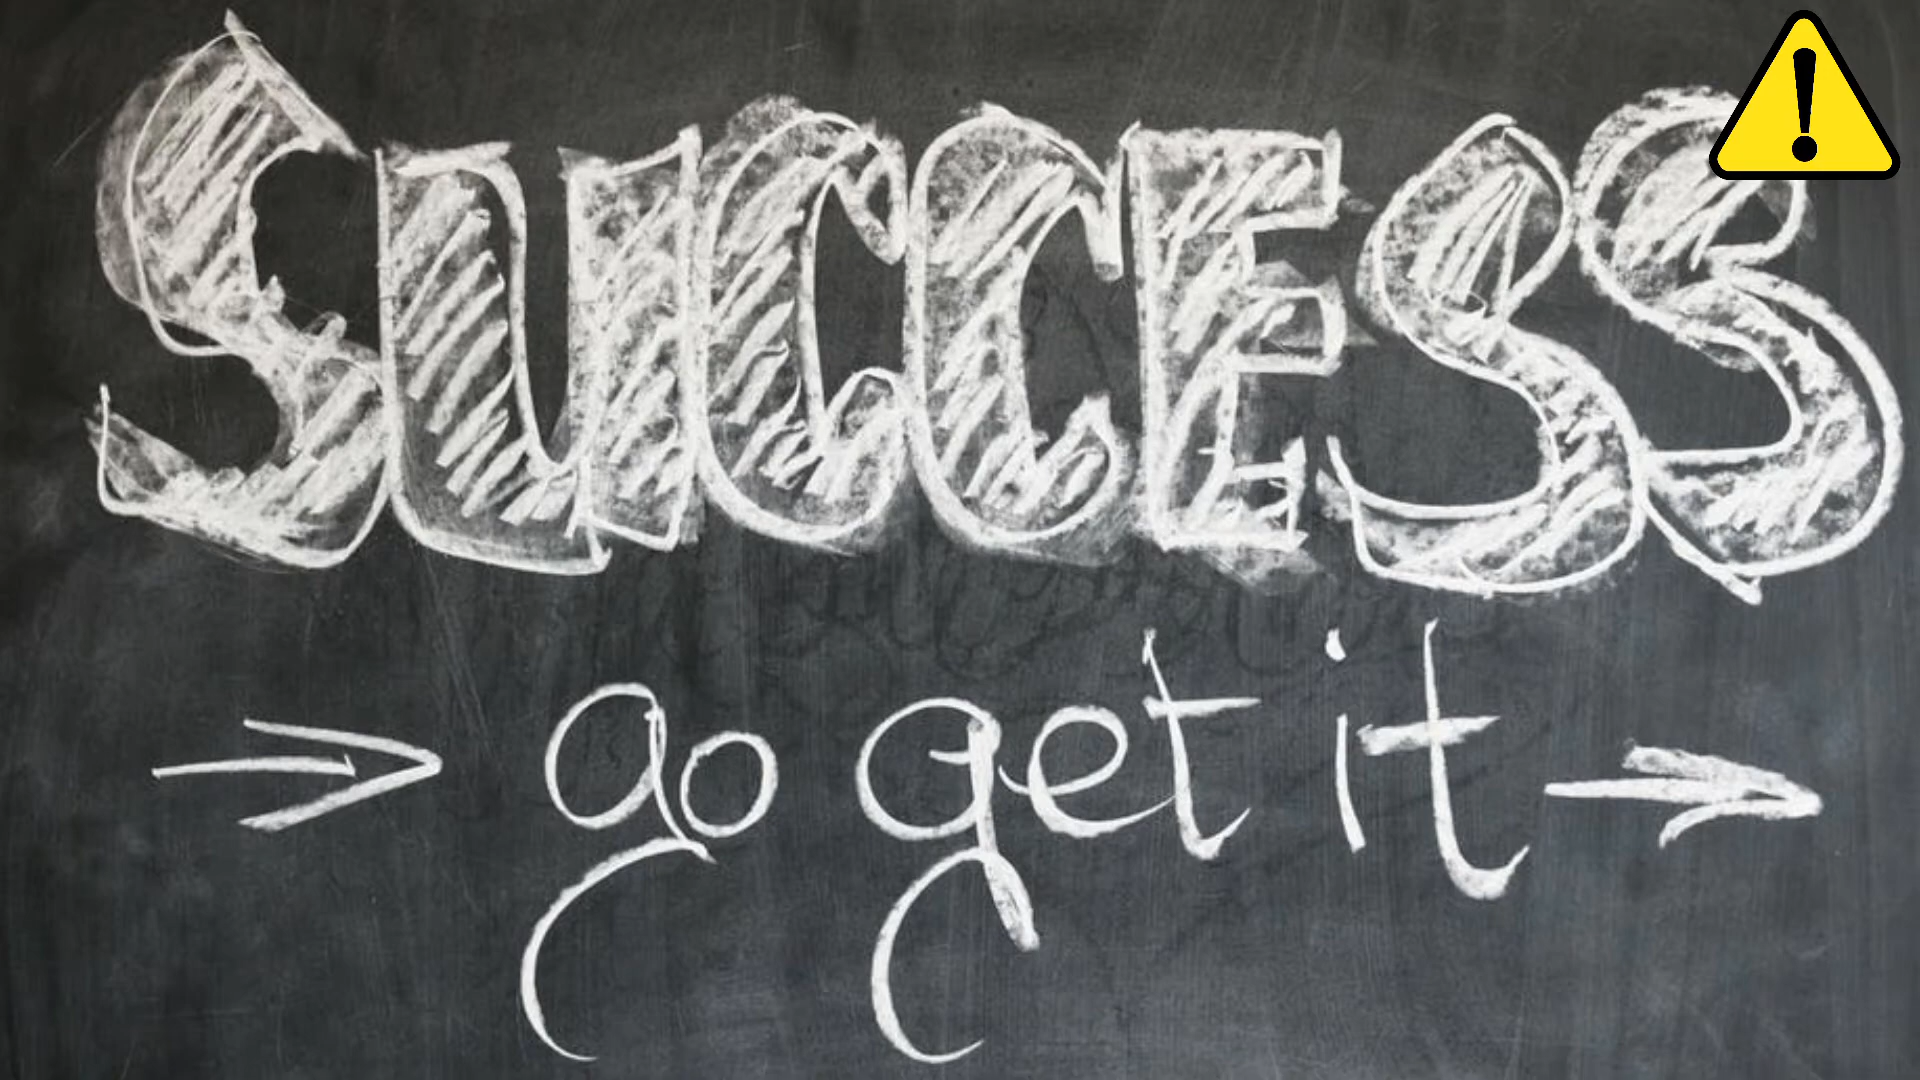 SUCCESS
→ go get it →